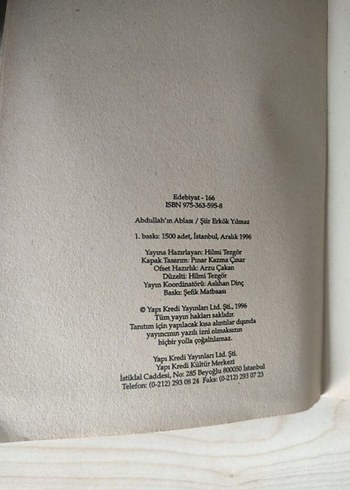 Edebiyat - 166
ISBN 975-363-595-8
Abdullah'ın Ablası / Şiir Erkök Yılmaz
1. baskı: 1500 adet, İstanbul, Aralık 1996
Yayına Hazırlayan: Hilmi Tezgör
Kapak Tasarım: Pınar Kazma Çınar
Ofset Hazırlık: Arzu Çakan
Düzelti: Hilmi Tezgör
Yayın Koordinatörü: Aslıhan Dinç
Baskı: Şefik Matbaası
© Yapı Kredi Yayınları Ltd. Şti., 1996
Tüm yayın hakları saklıdır.
Tanıtım için yapılacak kısa alıntılar dışında
yayıncının yazılı izni olmaksızın
hiçbir yolla çoğaltılamaz.
Yapı Kredi Yayınları Ltd. Şti.
Yapı Kredi Kültür Merkezi
İstiklal Caddesi, No: 285 Beyoğlu 800050 İstanbul
Telefon: (0-212) 293 08 24 Faks: (0-212) 293 07 23